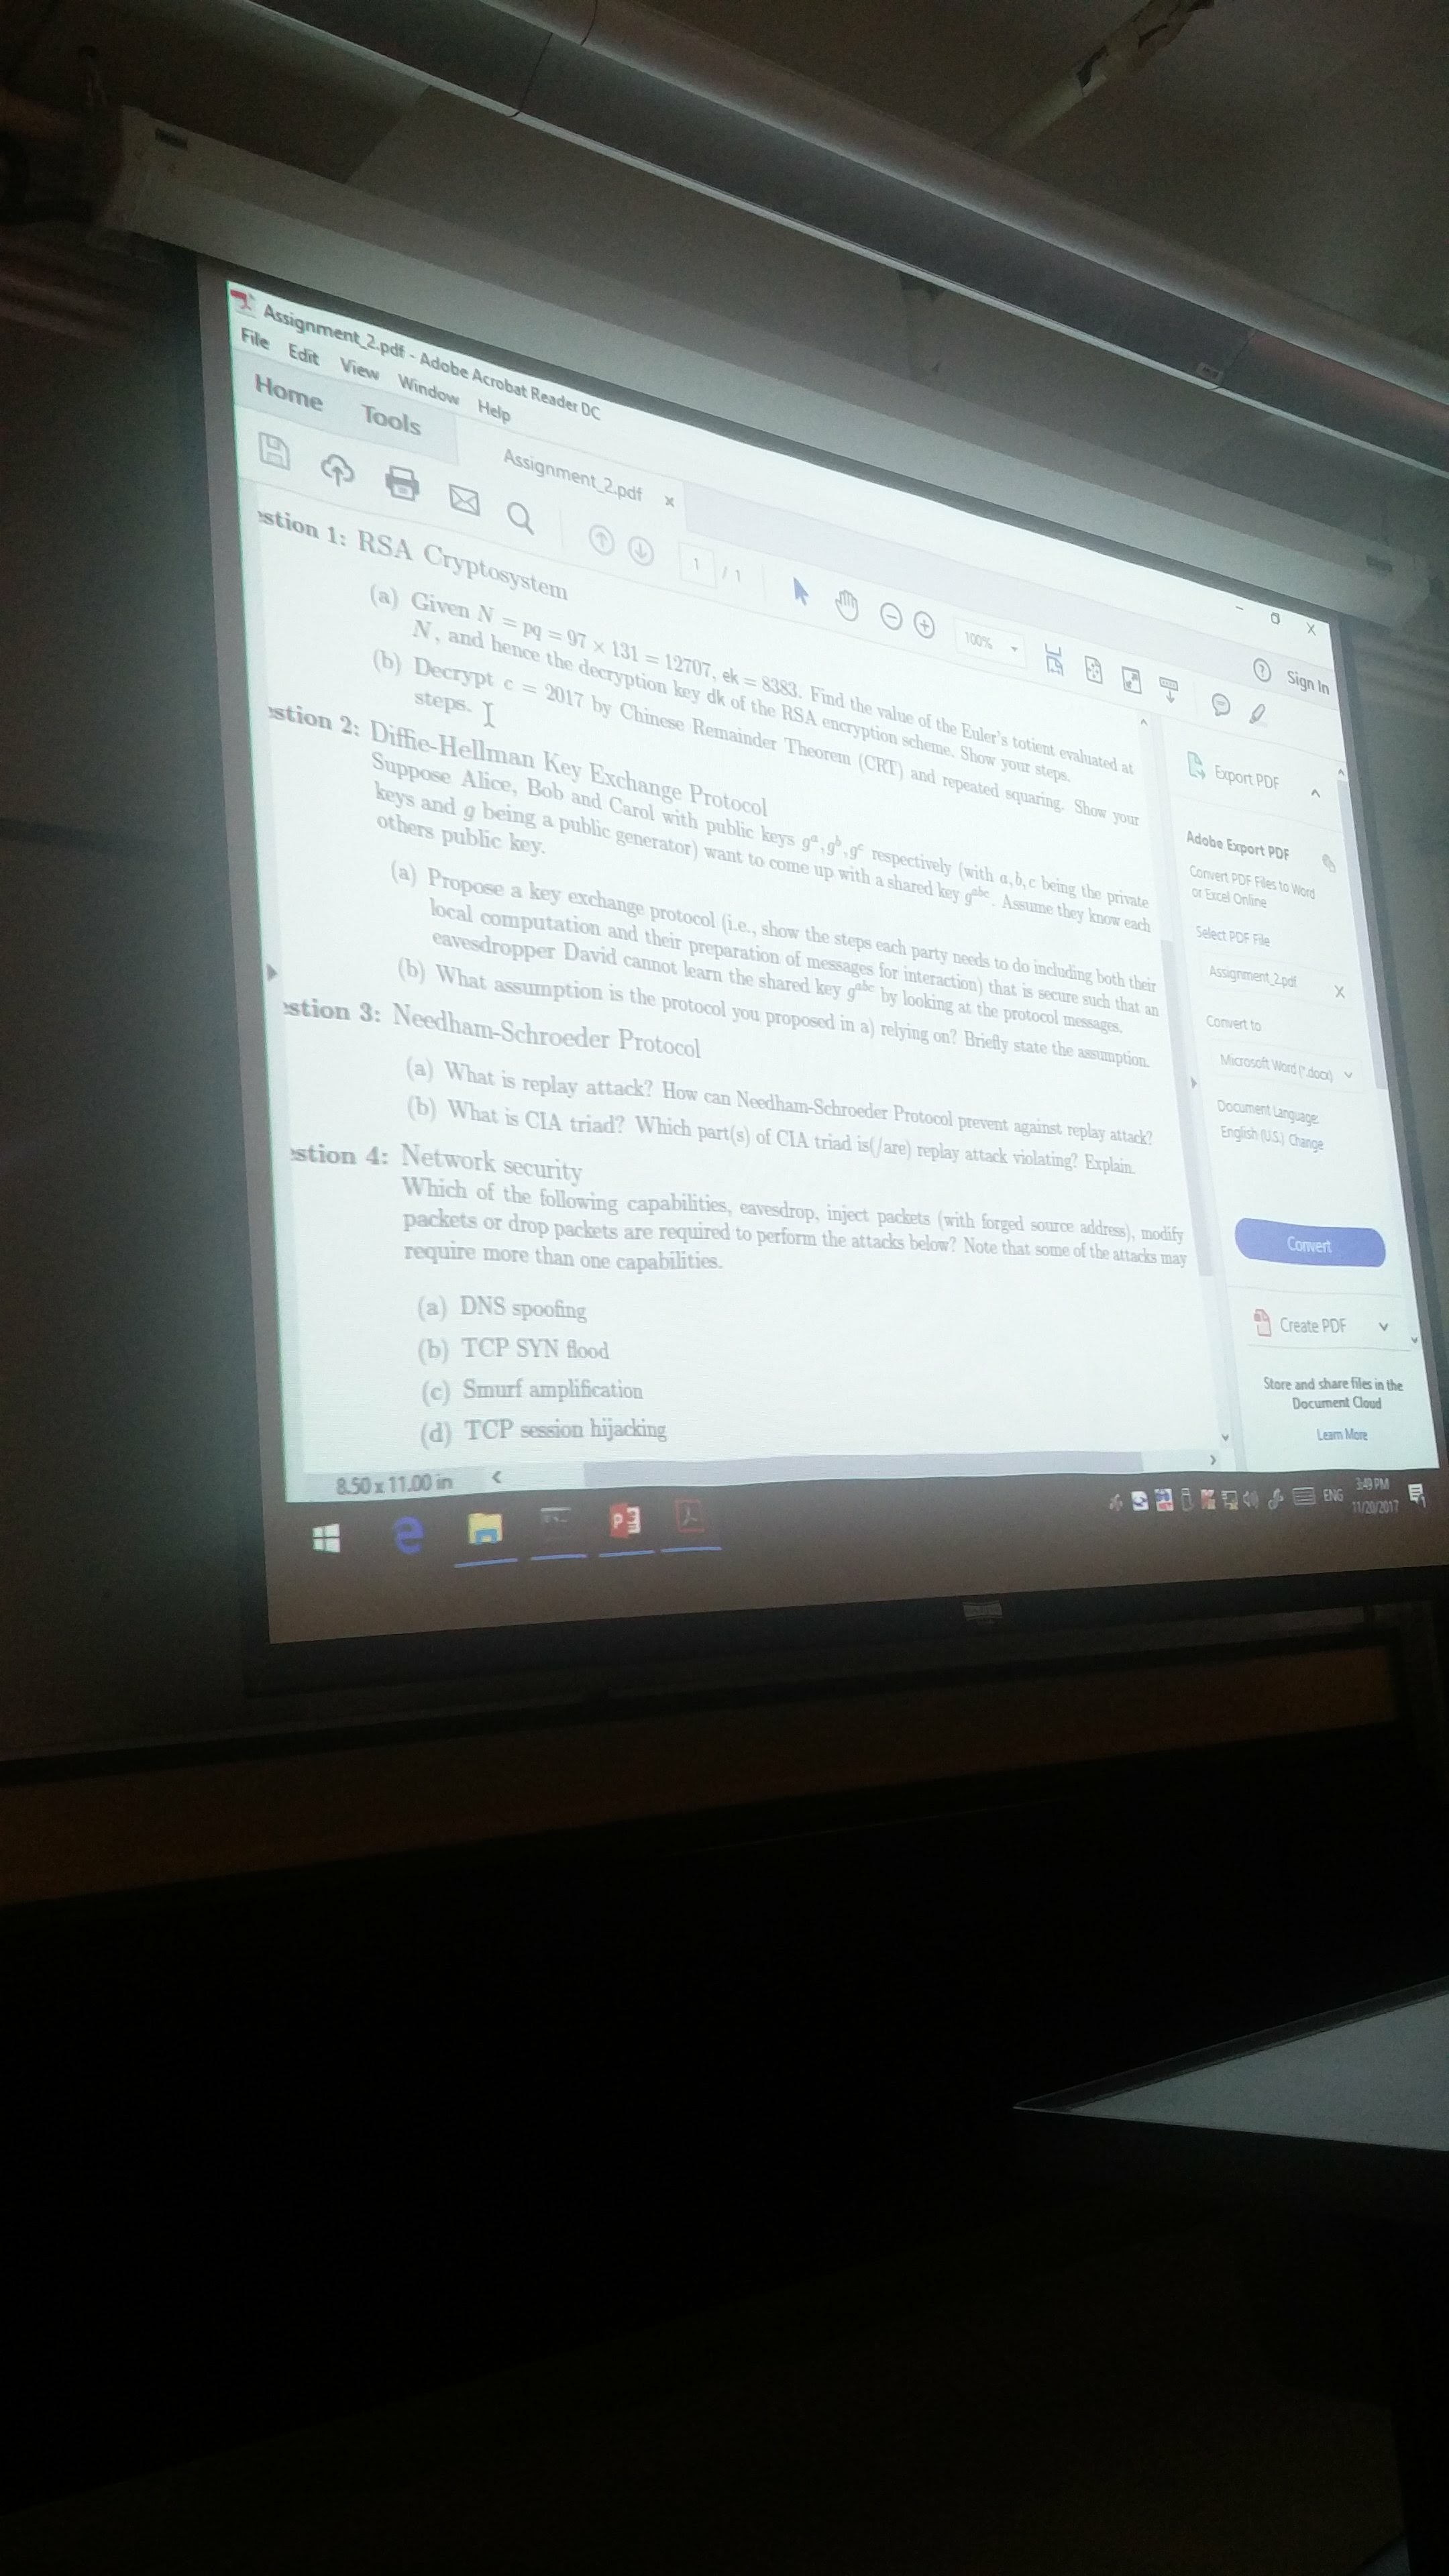 Assignment_2.pdf - Adobe Acrobat Reader DC
File Edit View Window Help
Home Tools
Assignment_2.pdf x
1 / 1
100%
Sign In
stion 1: RSA Cryptosystem
(a) Given N = pq = 97 × 131 = 12707, ek = 8383. Find the value of the Euler's totient evaluated at
N, and hence the decryption key dk of the RSA encryption scheme. Show your steps.
(b) Decrypt c = 2017 by Chinese Remainder Theorem (CRT) and repeated squaring. Show your
steps.
stion 2: Diffie-Hellman Key Exchange Protocol
Suppose Alice, Bob and Carol with public keys gᵃ, gᵇ, gᶜ respectively (with a, b, c being the private
keys and g being a public generator) want to come up with a shared key gᵃᵇᶜ. Assume they know each
others public key.
(a) Propose a key exchange protocol (i.e., show the steps each party needs to do including both their
local computation and their preparation of messages for interaction) that is secure such that an
eavesdropper David cannot learn the shared key gᵃᵇᶜ by looking at the protocol messages.
(b) What assumption is the protocol you proposed in a) relying on? Briefly state the assumption.
stion 3: Needham-Schroeder Protocol
(a) What is replay attack? How can Needham-Schroeder Protocol prevent against replay attack?
(b) What is CIA triad? Which part(s) of CIA triad is(/are) replay attack violating? Explain.
stion 4: Network security
Which of the following capabilities, eavesdrop, inject packets (with forged source address), modify
packets or drop packets are required to perform the attacks below? Note that some of the attacks may
require more than one capabilities.
(a) DNS spoofing
(b) TCP SYN flood
(c) Smurf amplification
(d) TCP session hijacking
8.50 x 11.00 in
Export PDF
Adobe Export PDF
Convert PDF Files to Word
or Excel Online
Select PDF File
Assignment_2.pdf X
Convert to
Microsoft Word (*.docx)
Document Language:
English (U.S.) Change
Convert
Create PDF
Store and share files in the
Document Cloud
Learn More
ENG
3:49 PM
11/20/2017